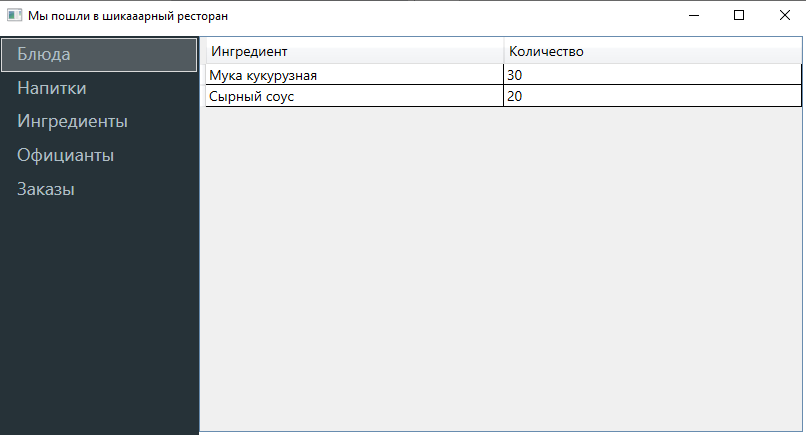 Мы пошли в шикааарный ресторан
Блюда
Напитки
Ингредиенты
Официанты
Заказы
Ингредиент Количество
Мука кукурузная 30
Сырный соус 20